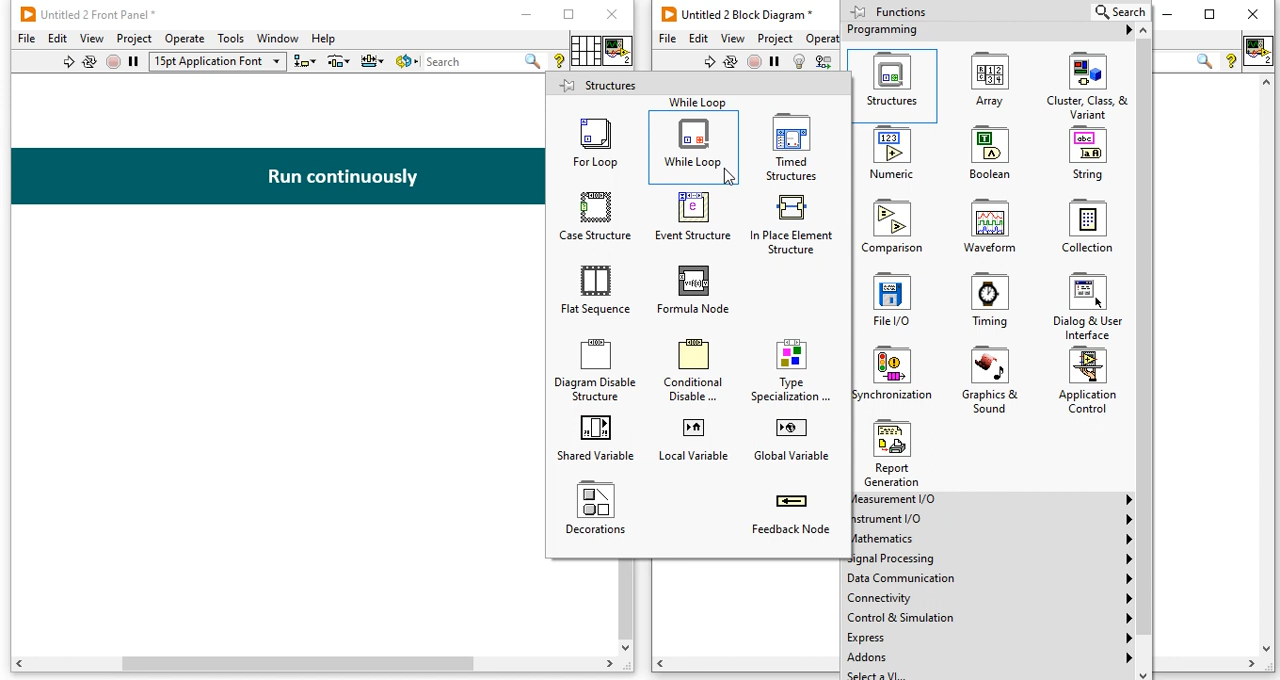 Untitled 2 Front Panel *
File Edit View Project Operate Tools Window Help
15pt Application Font
Search
2
Run continuously
Untitled 2 Block Diagram *
File Edit View Project Operat
2
Structures
While Loop
For Loop
While Loop
Timed
Structures
Case Structure
Event Structure
In Place Element
Structure
Flat Sequence
Formula Node
Diagram Disable
Structure
Conditional
Disable ...
Type
Specialization ...
Shared Variable
Local Variable
Global Variable
Decorations
Feedback Node
Functions
Search
Programming
Structures
Array
Cluster, Class, &
Variant
Numeric
Boolean
String
Comparison
Waveform
Collection
File I/O
Timing
Dialog & User
Interface
Synchronization
Graphics &
Sound
Application
Control
Report
Generation
Measurement I/O
Instrument I/O
Mathematics
Signal Processing
Data Communication
Connectivity
Control & Simulation
Express
Addons
Select a VI...